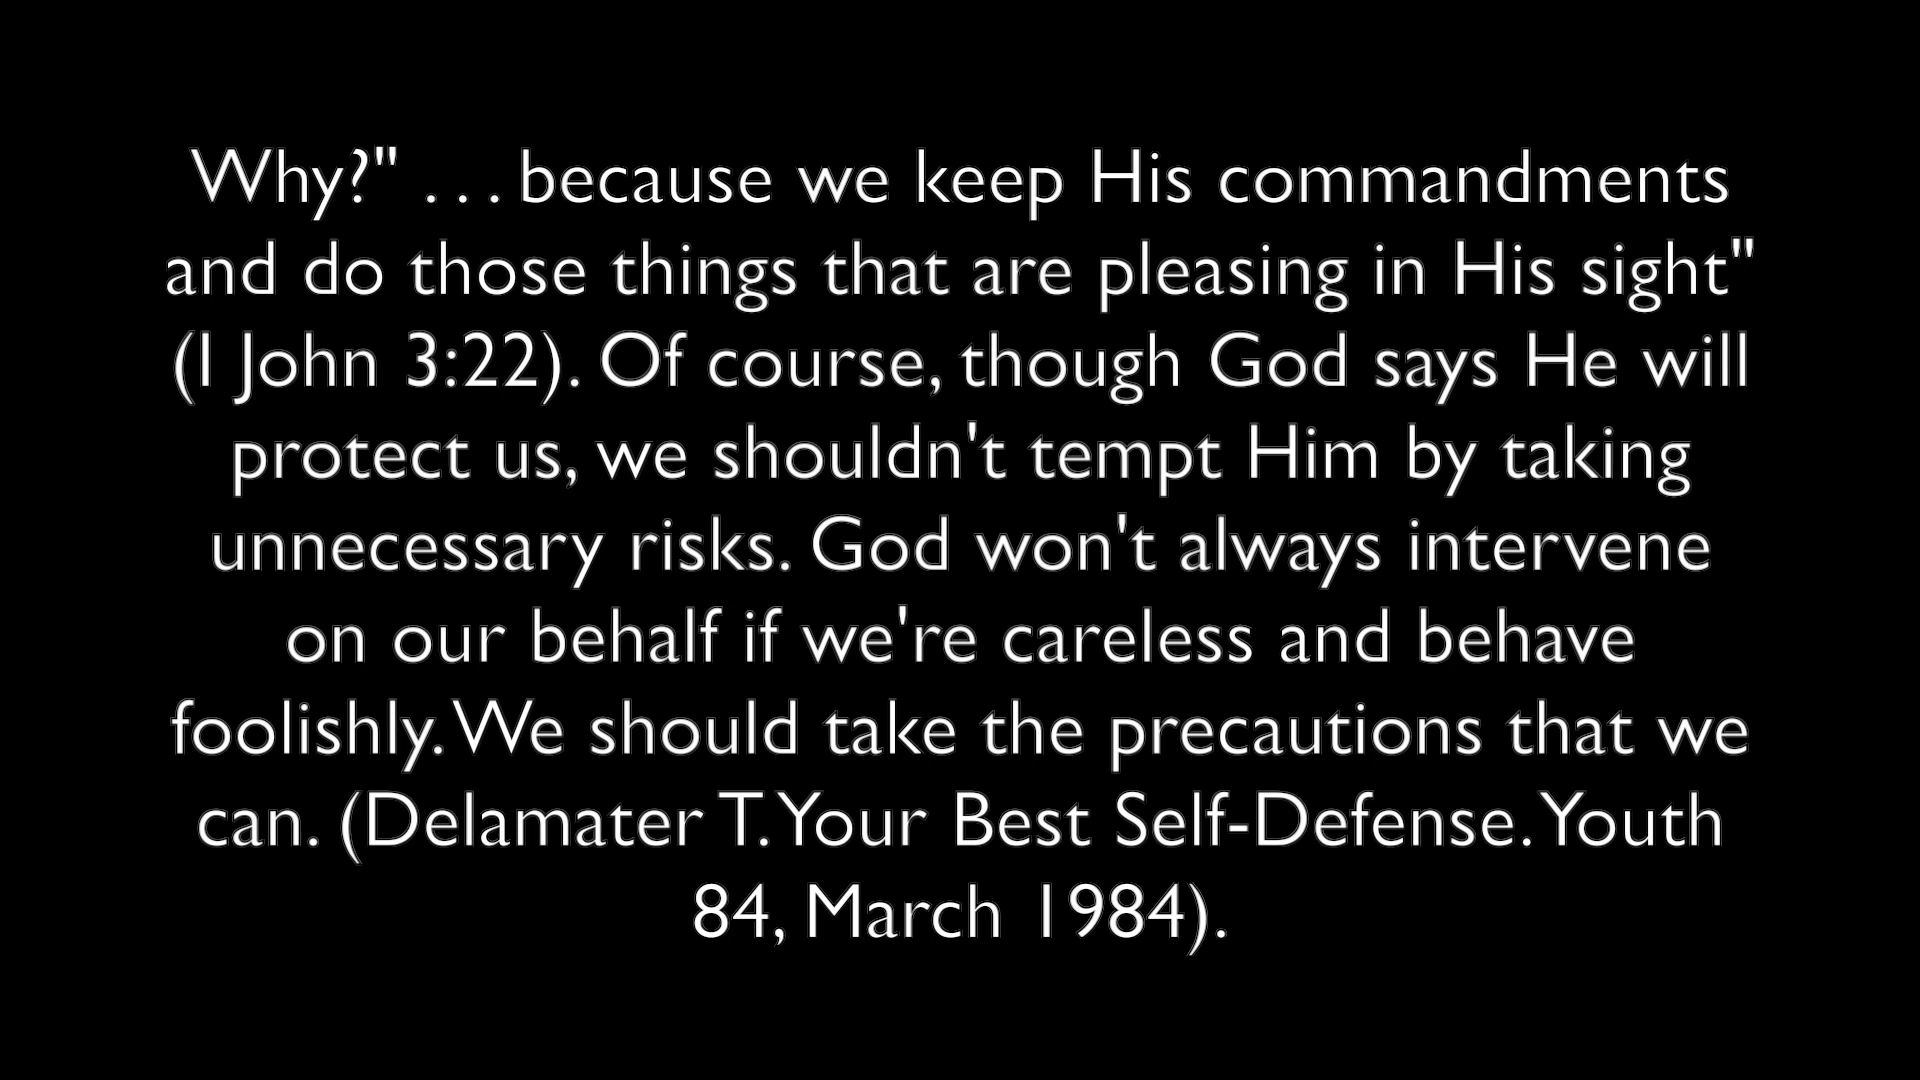 Why?" . . . because we keep His commandments
and do those things that are pleasing in His sight"
(I John 3:22). Of course, though God says He will
protect us, we shouldn't tempt Him by taking
unnecessary risks. God won't always intervene
on our behalf if we're careless and behave
foolishly. We should take the precautions that we
can. (Delamater T. Your Best Self-Defense. Youth
84, March 1984).